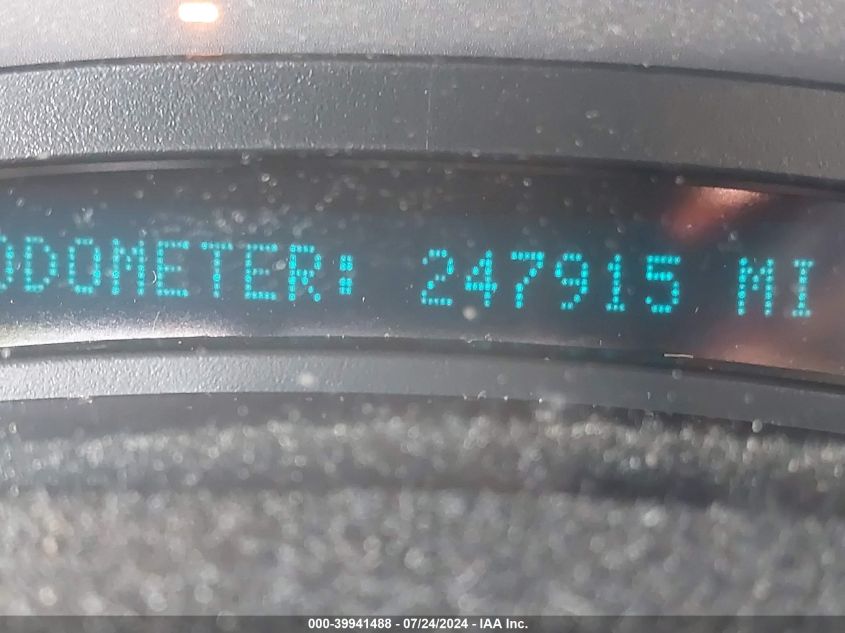 ODOMETER: 247915 MI
000-39941488 - 07/24/2024 - IAA Inc.